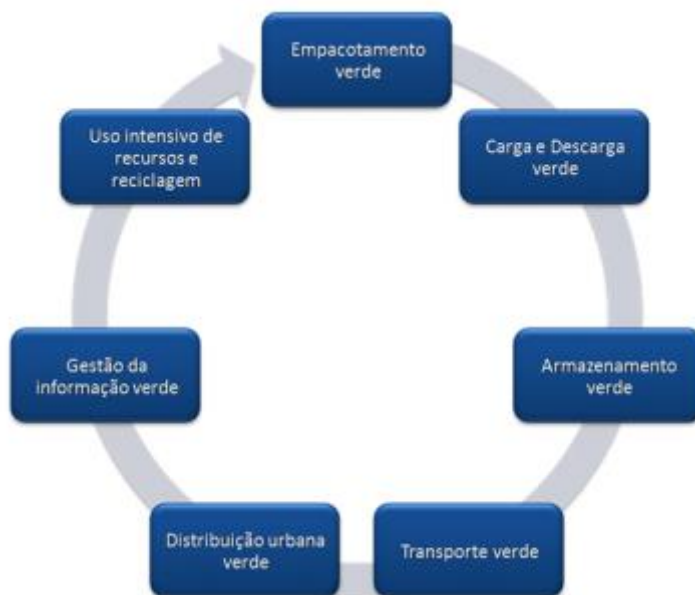 Empacotamento
verde
Carga e Descarga
verde
Armazenamento
verde
Transporte verde
Distribuição urbana
verde
Gestão da
informação verde
Uso intensivo de
recursos e
reciclagem